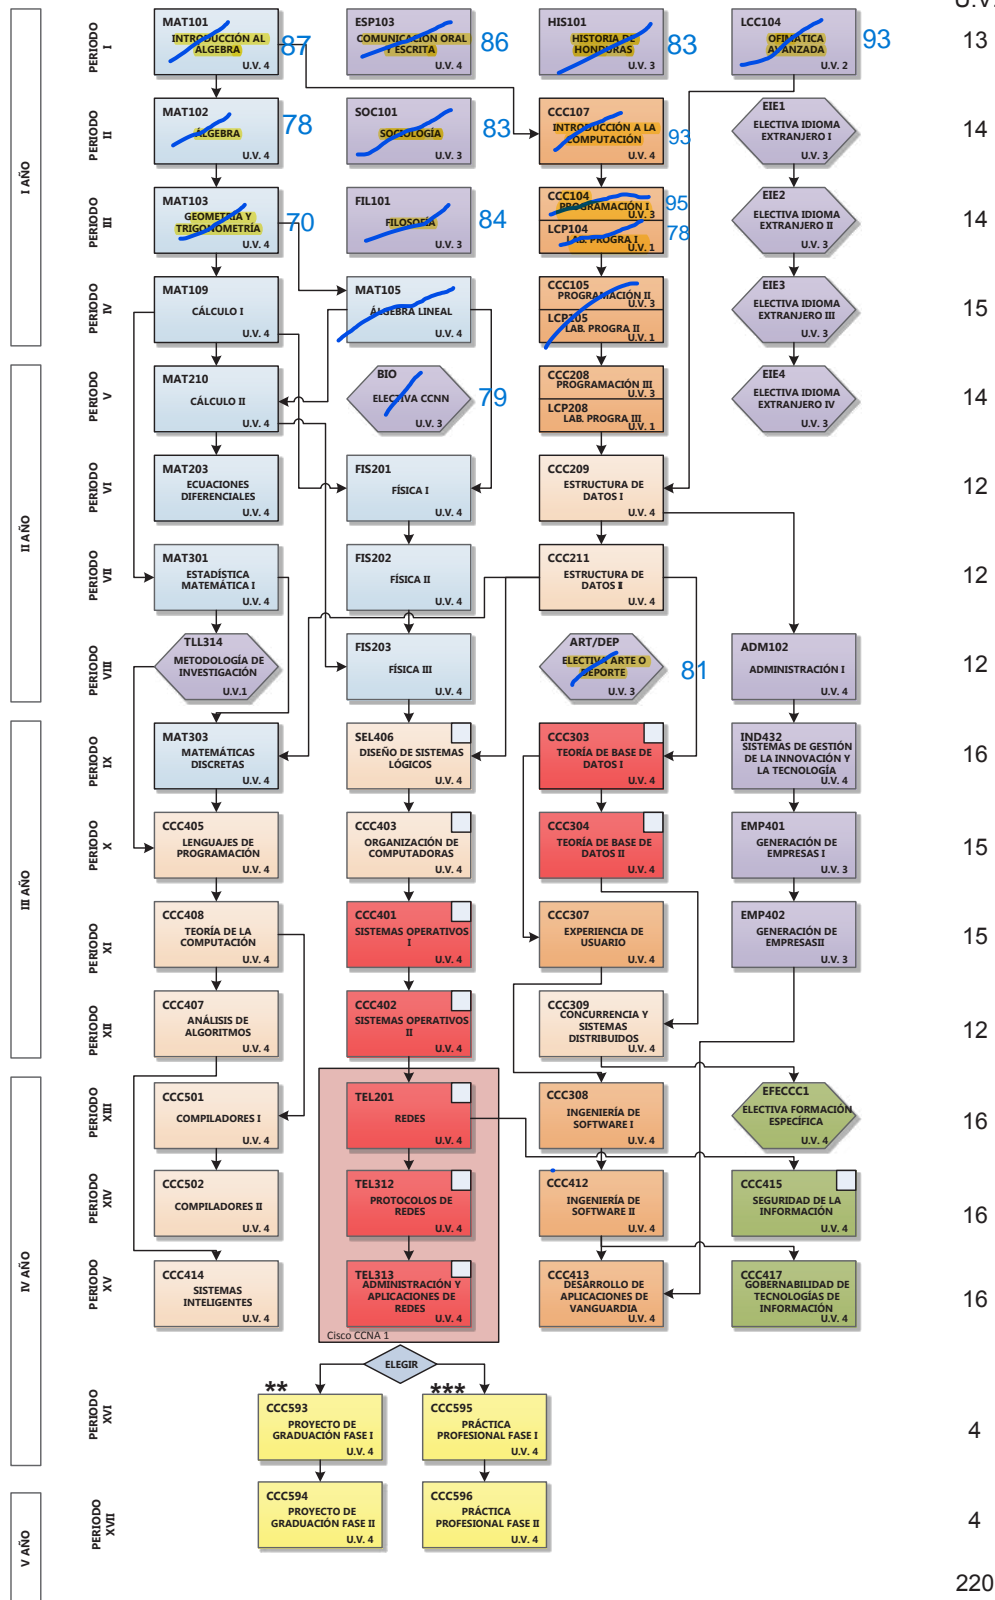 U.V.
I AÑO
PERIODO
I
MAT101
INTRODUCCIÓN AL
ÁLGEBRA
U.V. 4
87
ESP103
COMUNICACIÓN ORAL
Y ESCRITA
U.V. 4
86
HIS101
HISTORIA DE
HONDURAS
U.V. 3
83
LCC104
OFIMÁTICA
AVANZADA
U.V. 2
93
13
PERIODO
II
MAT102
ÁLGEBRA
U.V. 4
78
SOC101
SOCIOLOGÍA
U.V. 3
83
CCC107
INTRODUCCIÓN A LA
COMPUTACIÓN
U.V. 4
93
EIE1
ELECTIVA IDIOMA
EXTRANJERO I
U.V. 3
14
PERIODO
III
MAT103
GEOMETRÍA Y
TRIGONOMETRÍA
U.V. 4
70
FIL101
FILOSOFÍA
U.V. 3
84
CCC104
PROGRAMACIÓN I
U.V. 3
95
LCP104
LAB. PROGRA I
U.V. 1
78
EIE2
ELECTIVA IDIOMA
EXTRANJERO II
U.V. 3
14
PERIODO
IV
MAT109
CÁLCULO I
U.V. 4
MAT105
ÁLGEBRA LINEAL
U.V. 4
CCC105
PROGRAMACIÓN II
U.V. 3
LCP105
LAB. PROGRA II
U.V. 1
EIE3
ELECTIVA IDIOMA
EXTRANJERO III
U.V. 3
15
II AÑO
PERIODO
V
MAT210
CÁLCULO II
U.V. 4
BIO
ELECTIVA CCNN
U.V. 3
79
CCC208
PROGRAMACIÓN III
U.V. 3
LCP208
LAB. PROGRA III
U.V. 1
EIE4
ELECTIVA IDIOMA
EXTRANJERO IV
U.V. 3
14
PERIODO
VI
MAT203
ECUACIONES
DIFERENCIALES
U.V. 4
FIS201
FÍSICA I
U.V. 4
CCC209
ESTRUCTURA DE
DATOS I
U.V. 4
12
PERIODO
VII
MAT301
ESTADÍSTICA
MATEMÁTICA I
U.V. 4
FIS202
FÍSICA II
U.V. 4
CCC211
ESTRUCTURA DE
DATOS II
U.V. 4
12
PERIODO
VIII
TLL314
METODOLOGÍA DE
INVESTIGACIÓN
U.V.1
FIS203
FÍSICA III
U.V. 4
ART/DEP
ELECTIVA ARTE O
DEPORTE
U.V. 3
81
ADM102
ADMINISTRACIÓN I
U.V. 4
12
III AÑO
PERIODO
IX
MAT303
MATEMÁTICAS
DISCRETAS
U.V. 4
SEL406
DISEÑO DE SISTEMAS
LÓGICOS
U.V. 4
CCC303
TEORÍA DE BASE DE
DATOS I
U.V. 4
IND432
SISTEMAS DE GESTIÓN
DE LA INNOVACIÓN Y
LA TECNOLOGÍA
U.V. 4
16
PERIODO
X
CCC405
LENGUAJES DE
PROGRAMACIÓN
U.V. 4
CCC403
ORGANIZACIÓN DE
COMPUTADORAS
U.V. 4
CCC304
TEORÍA DE BASE DE
DATOS II
U.V. 4
EMP401
GENERACIÓN DE
EMPRESAS I
U.V. 3
15
PERIODO
XI
CCC408
TEORÍA DE LA
COMPUTACIÓN
U.V. 4
CCC401
SISTEMAS OPERATIVOS
I
U.V. 4
CCC307
EXPERIENCIA DE
USUARIO
U.V. 4
EMP402
GENERACIÓN DE
EMPRESASII
U.V. 3
15
PERIODO
XII
CCC407
ANÁLISIS DE
ALGORITMOS
U.V. 4
CCC402
SISTEMAS OPERATIVOS
II
U.V. 4
CCC309
CONCURRENCIA Y
SISTEMAS
DISTRIBUIDOS
U.V. 4
12
IV AÑO
PERIODO
XIII
CCC501
COMPILADORES I
U.V. 4
TEL201
REDES
U.V. 4
CCC308
INGENIERÍA DE
SOFTWARE I
U.V. 4
EFECCC1
ELECTIVA FORMACIÓN
ESPECÍFICA
U.V. 4
16
PERIODO
XIV
CCC502
COMPILADORES II
U.V. 4
TEL312
PROTOCOLOS DE
REDES
U.V. 4
CCC412
INGENIERÍA DE
SOFTWARE II
U.V. 4
CCC415
SEGURIDAD DE LA
INFORMACIÓN
U.V. 4
16
PERIODO
XV
CCC414
SISTEMAS
INTELIGENTES
U.V. 4
TEL313
ADMINISTRACIÓN Y
APLICACIONES DE
REDES
U.V. 4
Cisco CCNA 1
CCC413
DESARROLLO DE
APLICACIONES DE
VANGUARDIA
U.V. 4
CCC417
GOBERNABILIDAD DE
TECNOLOGÍAS DE
INFORMACIÓN
U.V. 4
16
ELEGIR
PERIODO
XVI
**
CCC593
PROYECTO DE
GRADUACIÓN FASE I
U.V. 4
***
CCC595
PRÁCTICA
PROFESIONAL FASE I
U.V. 4
4
V AÑO
PERIODO
XVII
CCC594
PROYECTO DE
GRADUACIÓN FASE II
U.V. 4
CCC596
PRÁCTICA
PROFESIONAL FASE II
U.V. 4
4
220